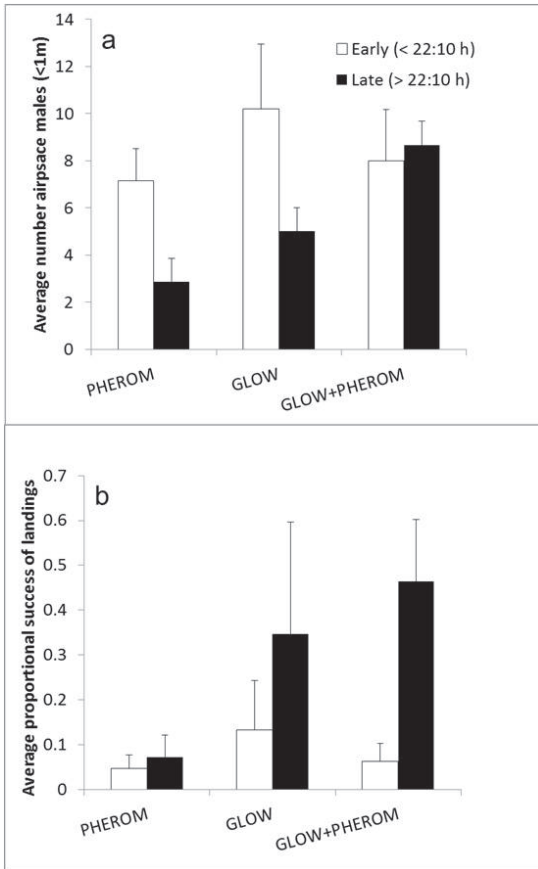 a
Early (< 22:10 h)
Late (> 22:10 h)
Average number airpsace males (<1m)
14
12
10
8
6
4
2
0
PHEROM
GLOW
GLOW+PHEROM
b
Average proportional success of landings
0.7
0.6
0.5
0.4
0.3
0.2
0.1
0
PHEROM
GLOW
GLOW+PHEROM